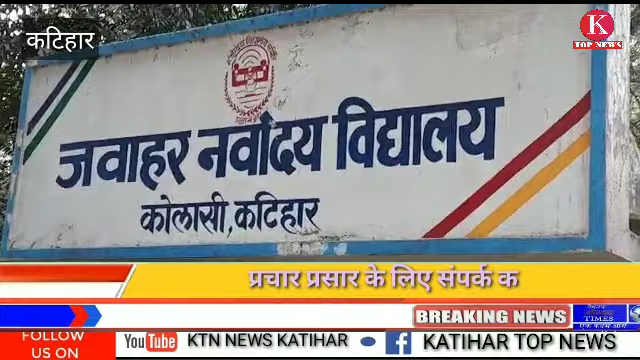 कटिहार
K
TOP NEWS
जवाहर नवोदय विद्यालय
कोलासी, कटिहार
प्रचार प्रसार के लिए संपर्क क
BREAKING NEWS
TIMES
FOLLOW US ON
YouTube KTN NEWS KATIHAR
f KATIHAR TOP NEWS